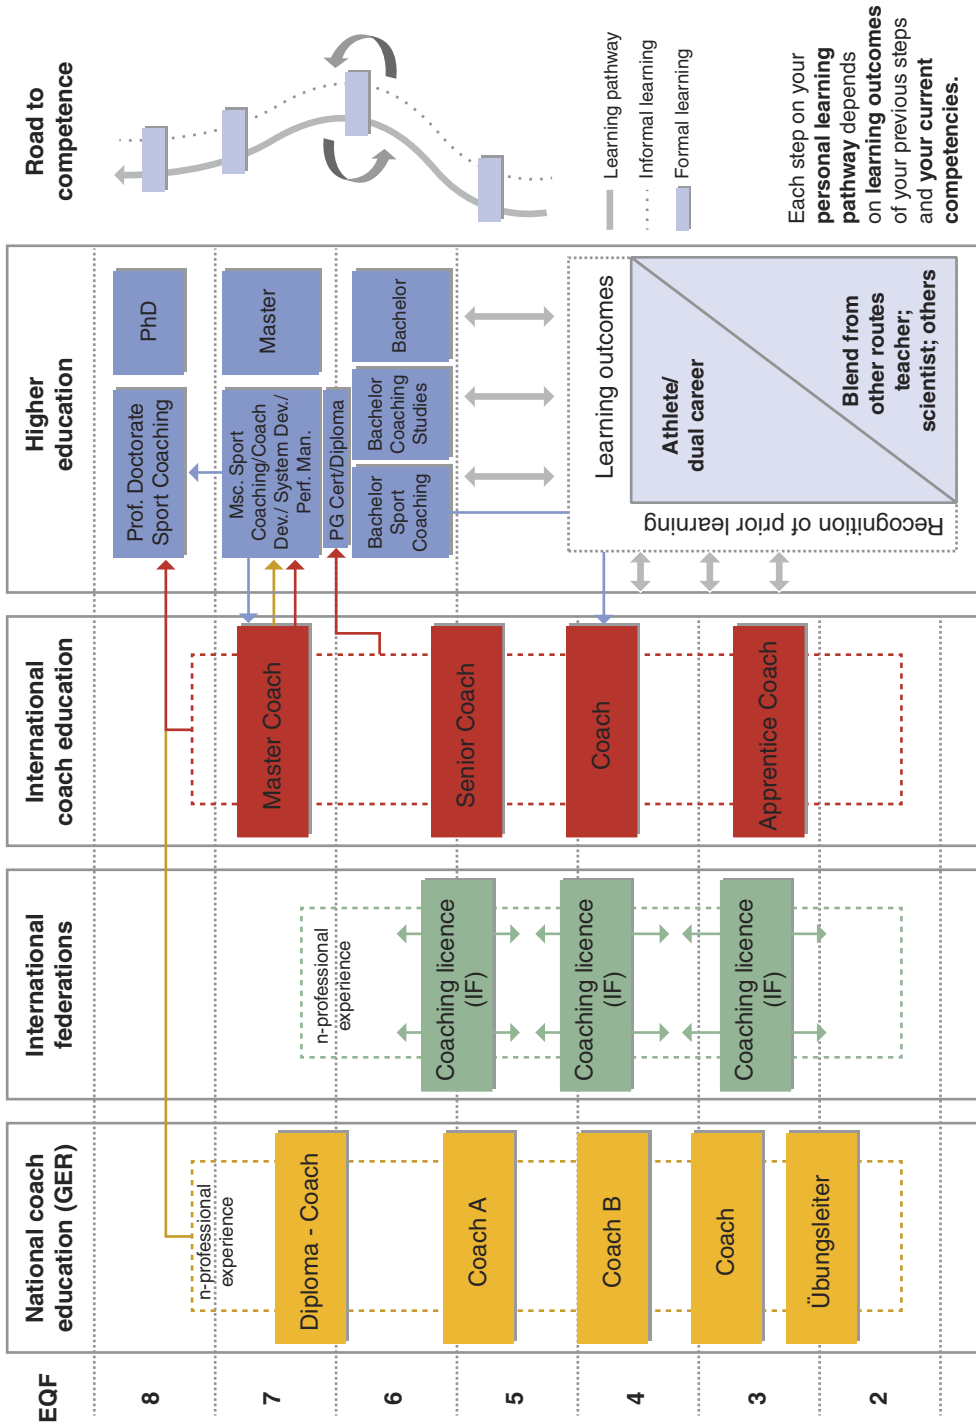 EQF
National coach
education (GER)
International
federations
International
coach education
Higher
education
Road to
competence
8
7
6
5
4
3
2
n-professional
experience
Diploma - Coach
Coach A
Coach B
Coach
Übungsleiter
n-professional
experience
Coaching licence
(IF)
Coaching licence
(IF)
Coaching licence
(IF)
Master Coach
Senior Coach
Coach
Apprentice Coach
Prof. Doctorate
Sport Coaching
PhD
Msc. Sport
Coaching/Coach
Dev./ System Dev./
Perf. Man.
Master
PG Cert/Diploma
Bachelor
Sport
Coaching
Bachelor
Coaching
Studies
Bachelor
Learning outcomes
Recognition of prior learning
Athlete/
dual career
Blend from
other routes
teacher;
scientist; others
Learning pathway
Informal learning
Formal learning
Each step on your
personal learning
pathway depends
on learning outcomes
of your previous steps
and your current
competencies.